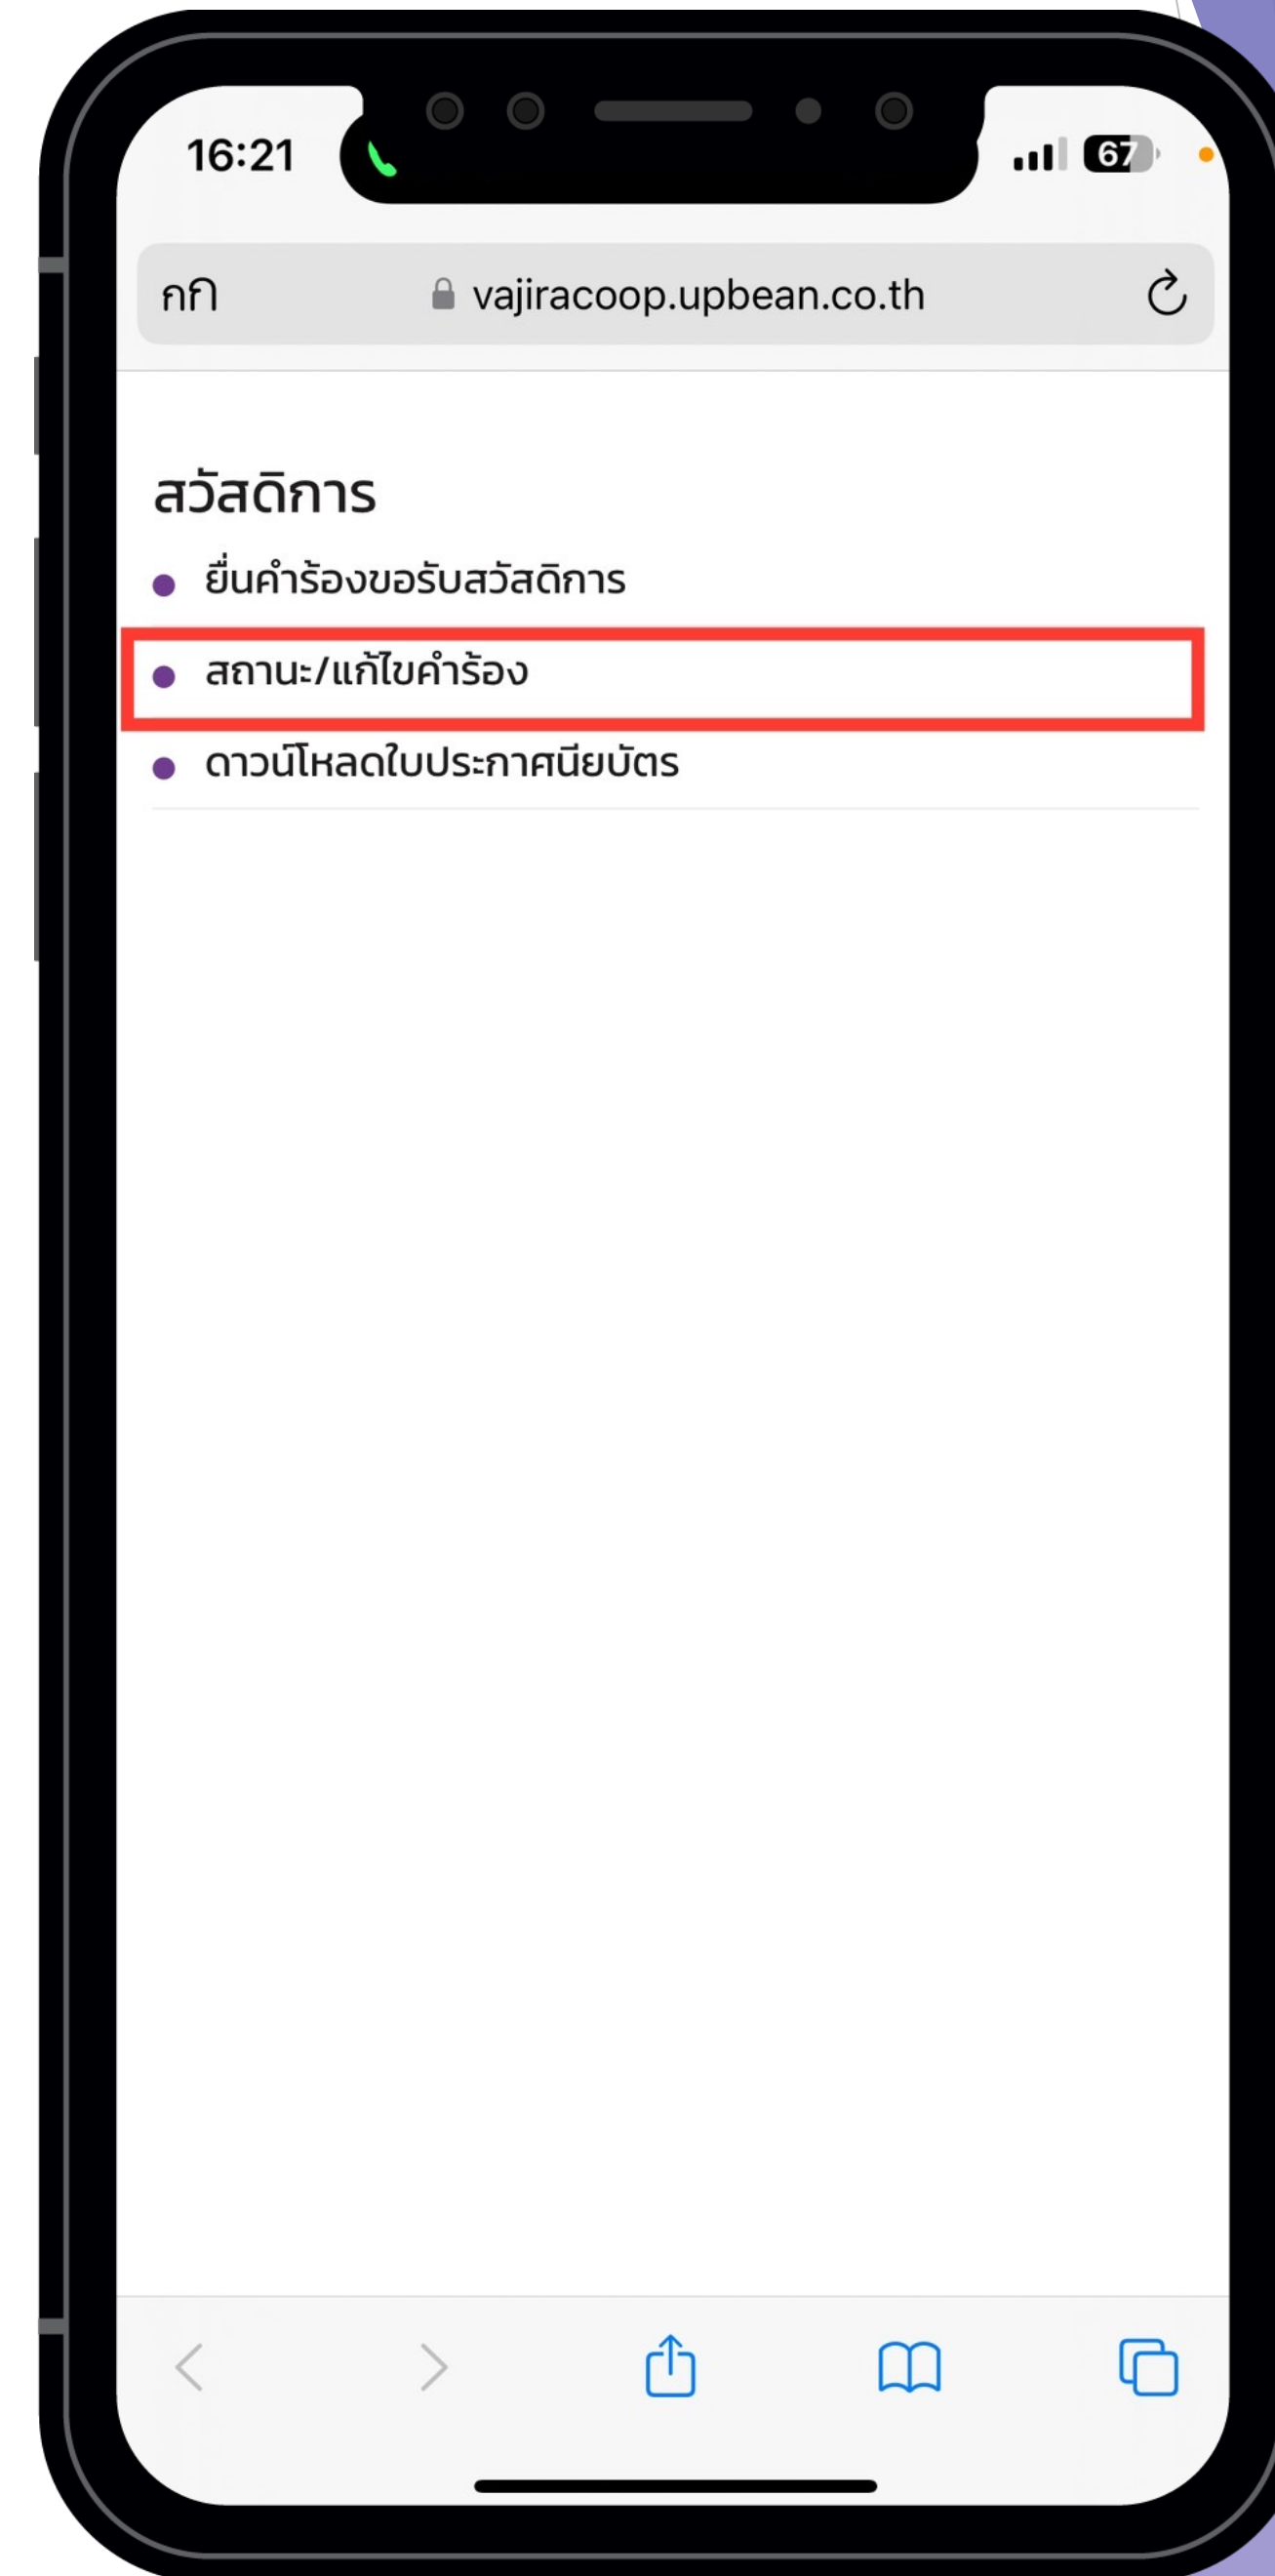 16:21
67
กก
vajiracoop.upbean.co.th
สวัสดิการ
ยื่นคำร้องขอรับสวัสดิการ
สถานะ/แก้ไขคำร้อง
ดาวน์โหลดใบประกาศนียบัตร